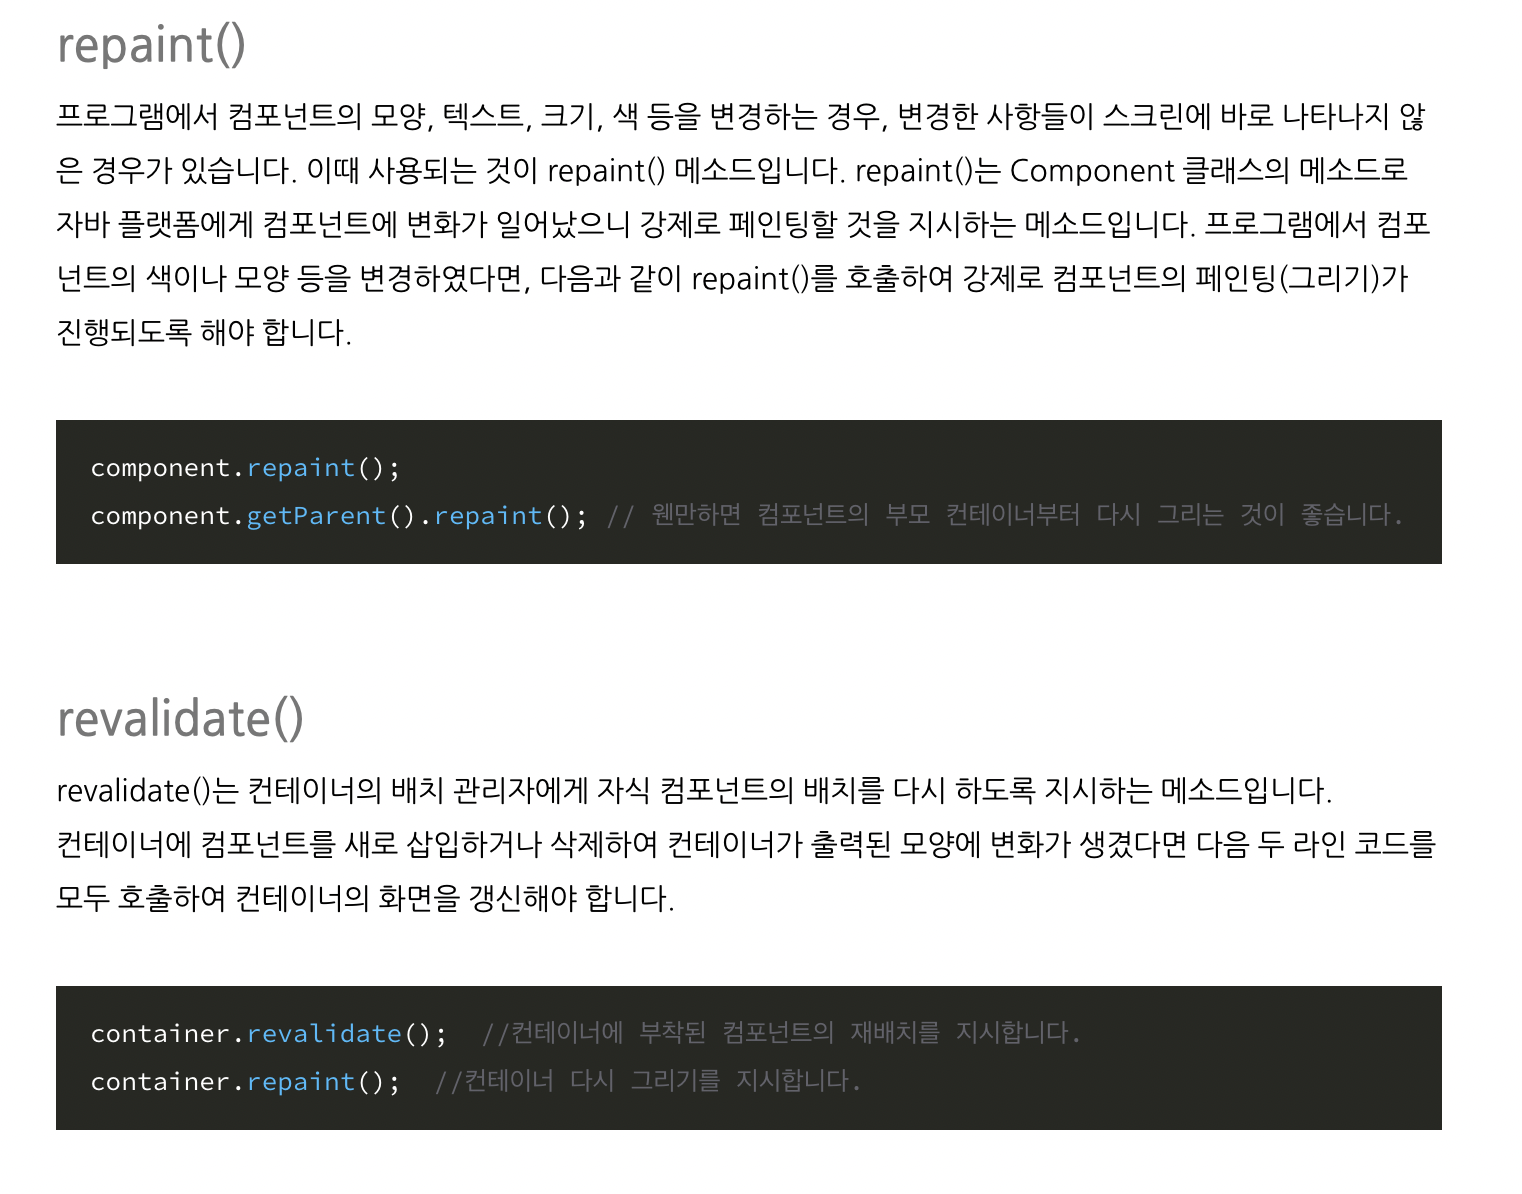 repaint()
프로그램에서 컴포넌트의 모양, 텍스트, 크기, 색 등을 변경하는 경우, 변경한 사항들이 스크린에 바로 나타나지 않
은 경우가 있습니다. 이때 사용되는 것이 repaint() 메소드입니다. repaint()는 Component 클래스의 메소드로
자바 플랫폼에게 컴포넌트에 변화가 일어났으니 강제로 페인팅할 것을 지시하는 메소드입니다. 프로그램에서 컴포
넌트의 색이나 모양 등을 변경하였다면, 다음과 같이 repaint()를 호출하여 강제로 컴포넌트의 페인팅(그리기)가
진행되도록 해야 합니다.
component.repaint();
component.getParent().repaint(); // 웬만하면 컴포넌트의 부모 컨테이너부터 다시 그리는 것이 좋습니다.
revalidate()
revalidate()는 컨테이너의 배치 관리자에게 자식 컴포넌트의 배치를 다시 하도록 지시하는 메소드입니다.
컨테이너에 컴포넌트를 새로 삽입하거나 삭제하여 컨테이너가 출력된 모양에 변화가 생겼다면 다음 두 라인 코드를
모두 호출하여 컨테이너의 화면을 갱신해야 합니다.
container.revalidate();  //컨테이너에 부착된 컴포넌트의 재배치를 지시합니다.
container.repaint();  //컨테이너 다시 그리기를 지시합니다.